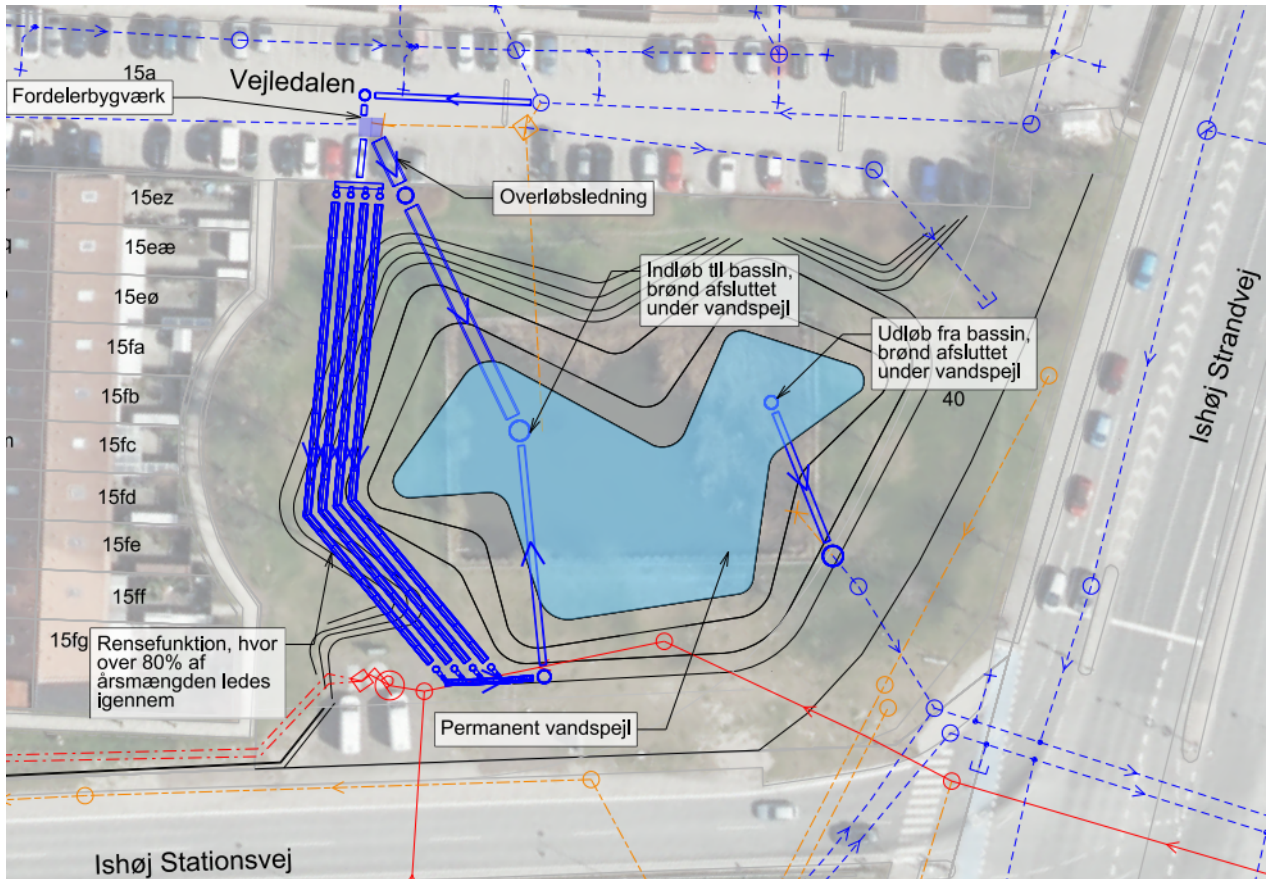 15a
Vejledalen
Fordelerbygværk
15ez
Overløbsledning
15eæ
15eø
Indløb til bassin,
brønd afsluttet
under vandspejl
15fa
Udløb fra bassin,
brønd afsluttet
under vandspejl
15fb
40
Ishøj Strandvej
15fc
15fd
15fe
15ff
15fg
Rensefunktion, hvor
over 80% af
årsmængden ledes
igennem
Permanent vandspejl
Ishøj Stationsvej